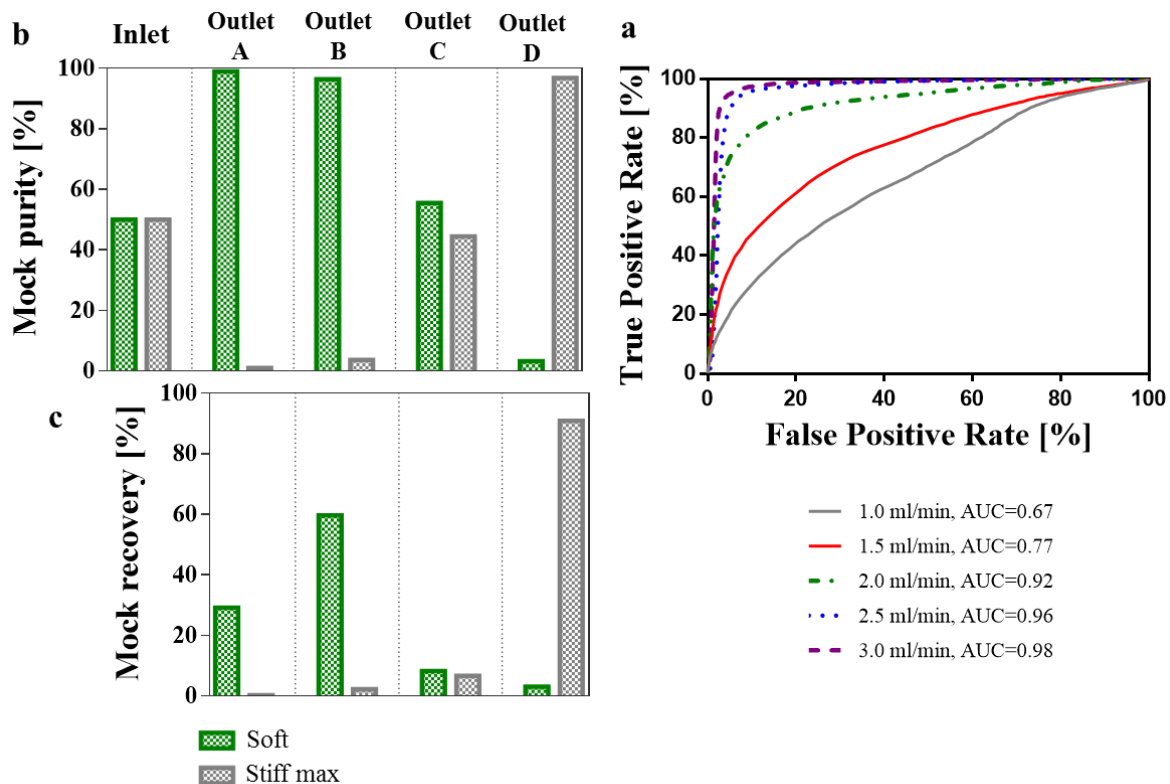 b
Inlet
Outlet A
Outlet B
Outlet C
Outlet D
Mock purity [%]
100
80
60
40
20
0
c
Mock recovery [%]
100
80
60
40
20
0
Soft
Stiff max
a
True Positive Rate [%]
100
80
60
40
20
0
0 20 40 60 80 100
False Positive Rate [%]
1.0 ml/min, AUC=0.67
1.5 ml/min, AUC=0.77
2.0 ml/min, AUC=0.92
2.5 ml/min, AUC=0.96
3.0 ml/min, AUC=0.98